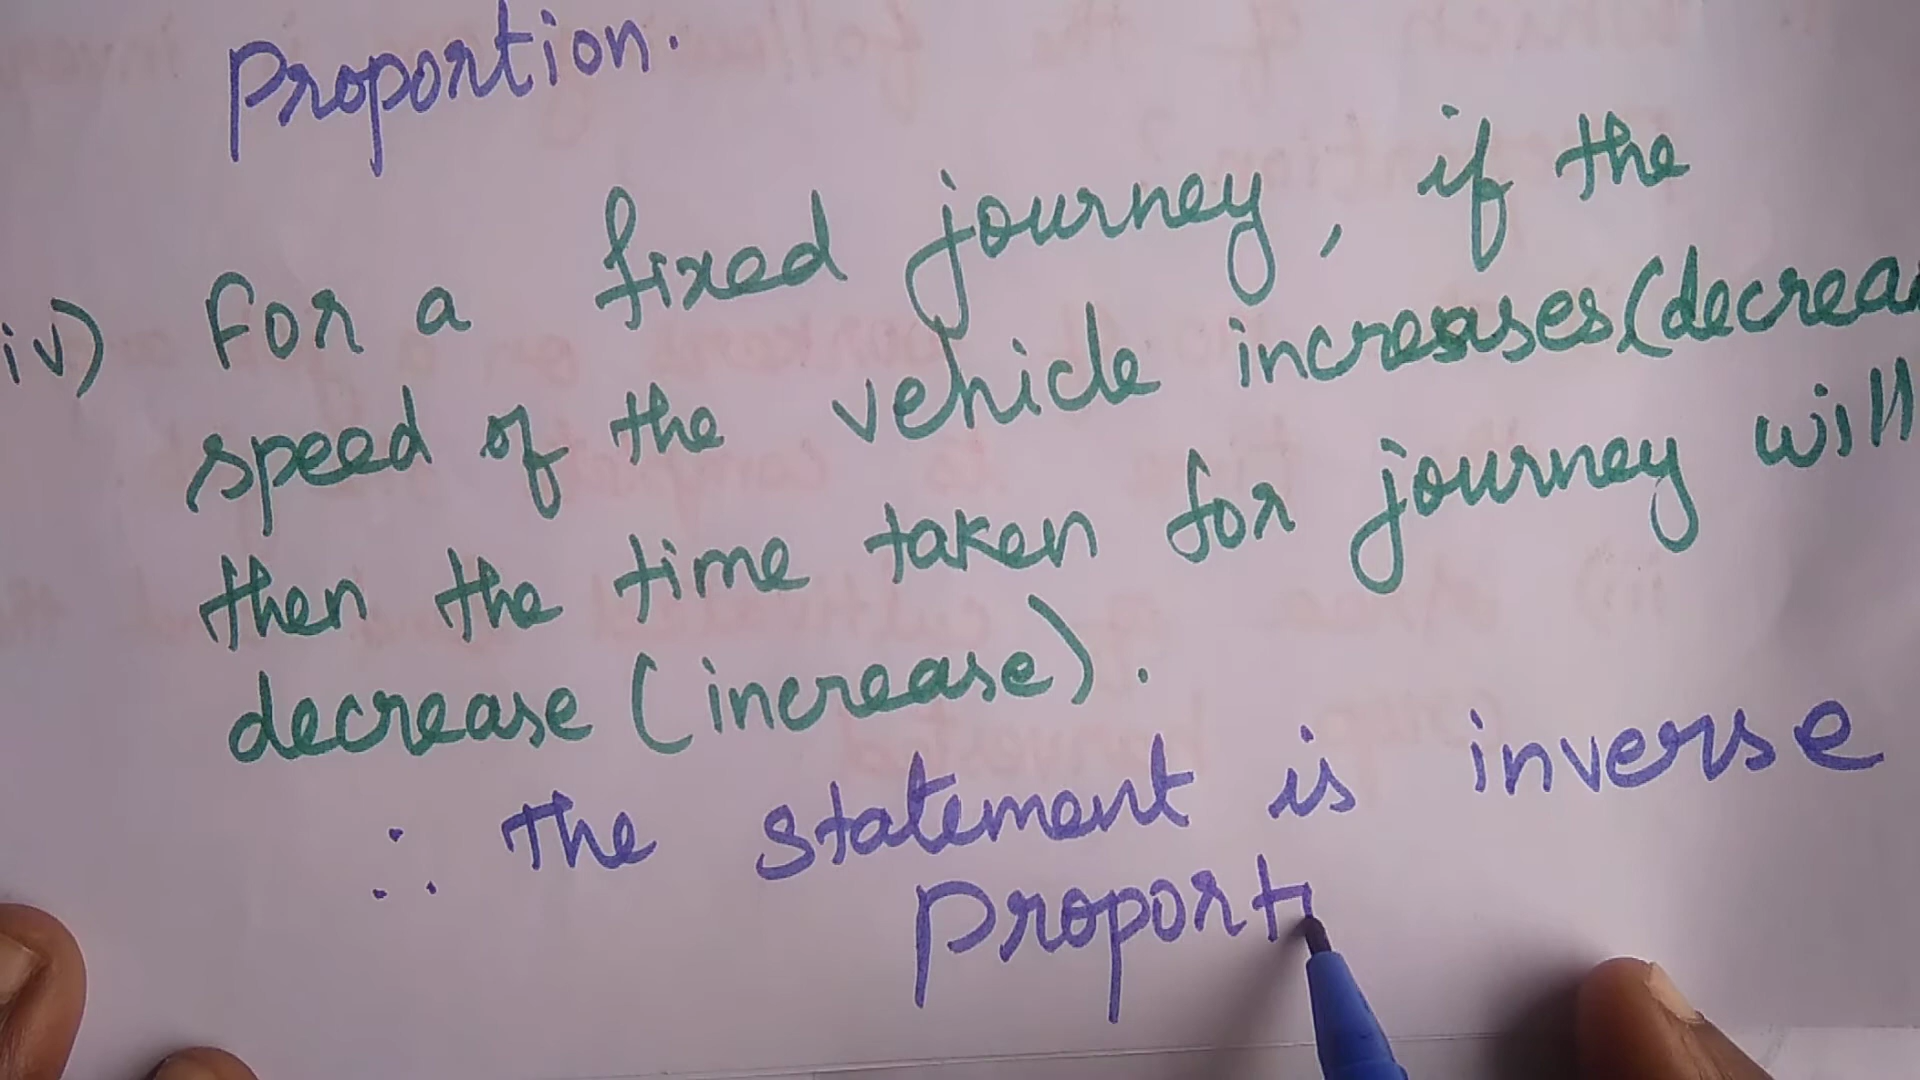 Proportion.
iv) For a fixed journey, if the
speed of the vehicle increases (decrea
then the time taken for journey will
decrease (increase).
∴ The statement is inverse
Proport